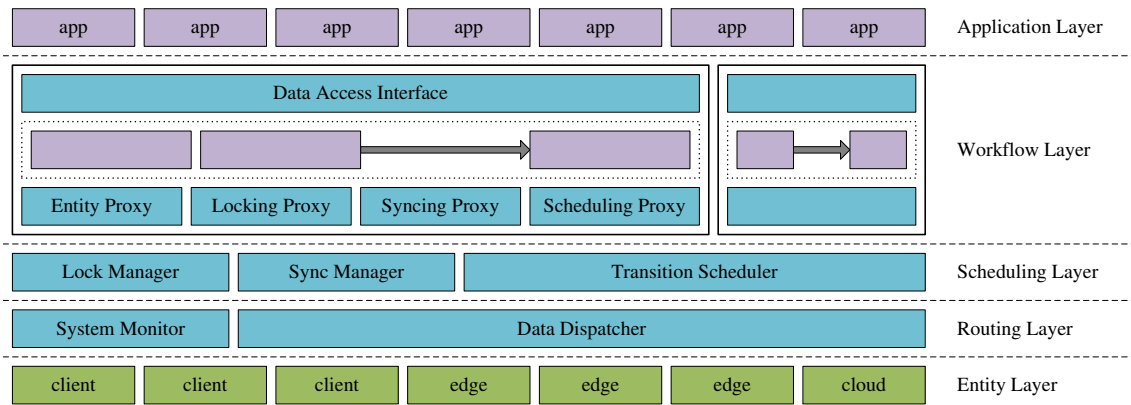 app app app app app app app Application Layer
Data Access Interface
Workflow Layer
Entity Proxy Locking Proxy Syncing Proxy Scheduling Proxy
Lock Manager Sync Manager Transition Scheduler Scheduling Layer
System Monitor Data Dispatcher Routing Layer
client client client edge edge edge cloud Entity Layer